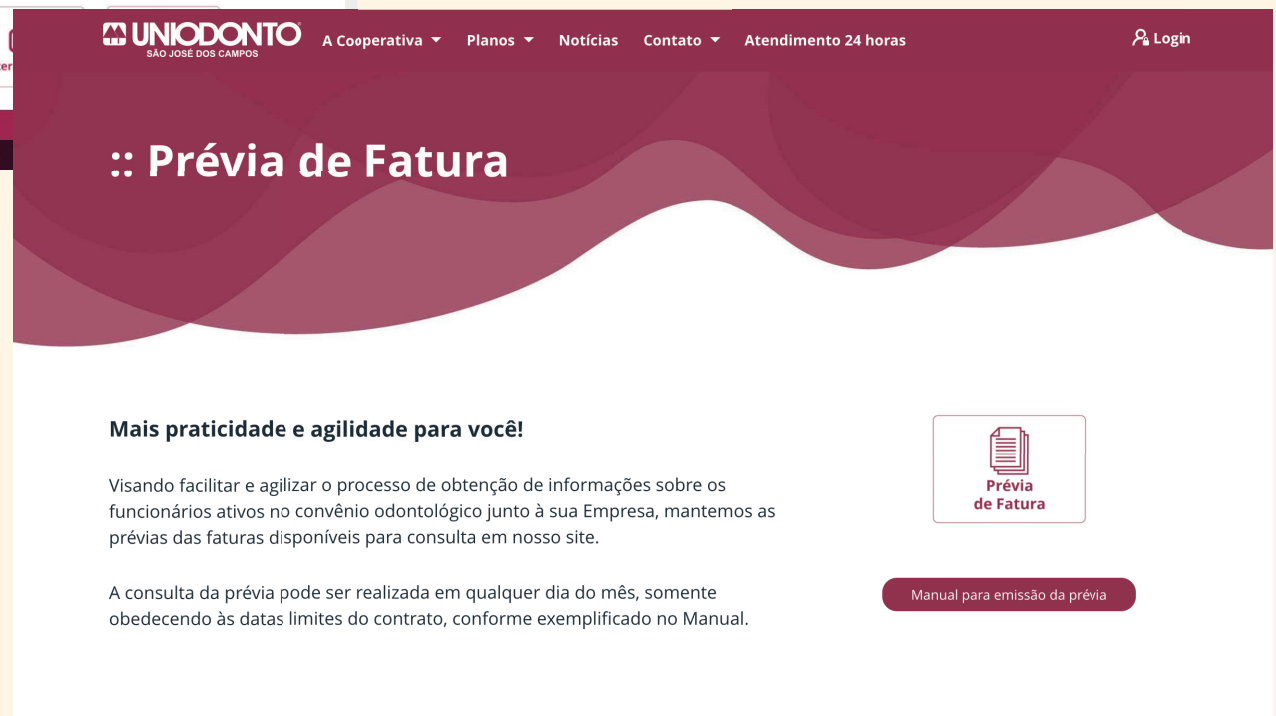 UNIODONTO
SÃO JOSÉ DOS CAMPOS
A Cooperativa
Planos
Notícias
Contato
Atendimento 24 horas
Login
:: Prévia de Fatura
Mais praticidade e agilidade para você!
Visando facilitar e agilizar o processo de obtenção de informações sobre os
funcionários ativos no convênio odontológico junto à sua Empresa, mantemos as
prévias das faturas disponíveis para consulta em nosso site.
A consulta da prévia pode ser realizada em qualquer dia do mês, somente
obedecendo às datas limites do contrato, conforme exemplificado no Manual.
Prévia
de Fatura
Manual para emissão da prévia